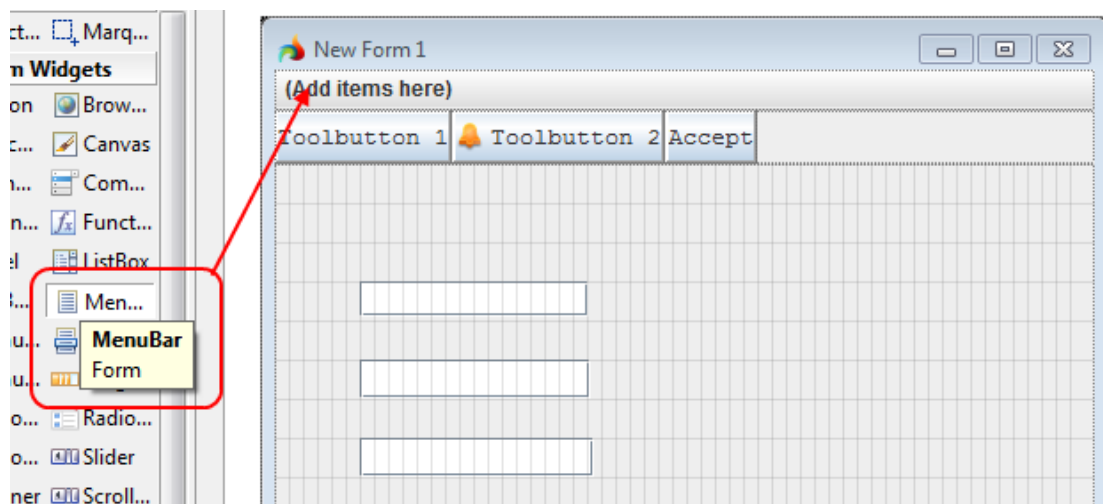 ct... Marq...
m Widgets
on Brow...
c... Canvas
n... Com...
n... Funct...
el ListBox
B... Men...
u...
MenuBar
Form
u...
o... Radio...
o... Slider
ner Scroll...
New Form 1
(Add items here)
Toolbutton 1 Toolbutton 2 Accept